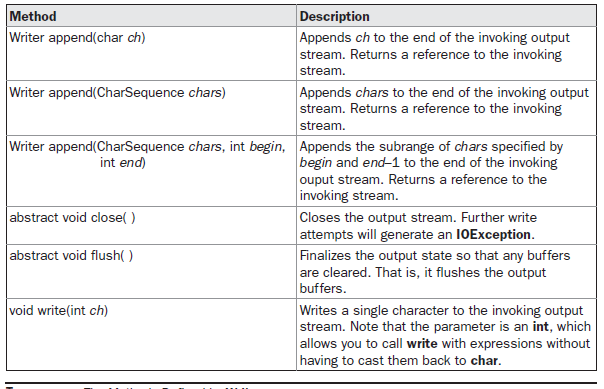 Method Description
Writer append(char ch) Appends ch to the end of the invoking output
stream. Returns a reference to the invoking
stream.
Writer append(CharSequence chars) Appends chars to the end of the invoking output
stream. Returns a reference to the invoking
stream.
Writer append(CharSequence chars, int begin, Appends the subrange of chars specified by
int end) begin and end–1 to the end of the invoking
ouput stream. Returns a reference to the
invoking stream.
abstract void close( ) Closes the output stream. Further write
attempts will generate an IOException.
abstract void flush( ) Finalizes the output state so that any buffers
are cleared. That is, it flushes the output
buffers.
void write(int ch) Writes a single character to the invoking output
stream. Note that the parameter is an int, which
allows you to call write with expressions without
having to cast them back to char.